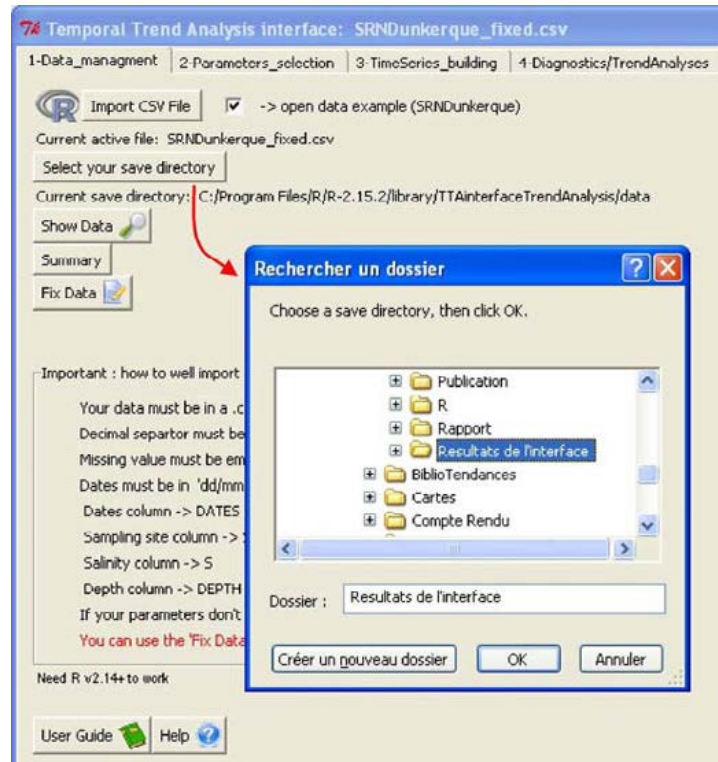 Temporal Trend Analysis interface: SRNDunkerque_fixed.csv
1-Data_managment 2-Parameters_selection 3-TimeSeries_building 4-Diagnostics/TrendAnalyses
R Import CSV File -> open data example (SRNDunkerque)
Current active file: SRNDunkerque_fixed.csv
Select your save directory
Current save directory: C:/Program Files/R/R-2.15.2/library/TTAinterfaceTrendAnalysis/data
Show Data
Summary
Fix Data
Rechercher un dossier
Choose a save directory, then click OK.
Publication
R
Rapport
Resultats de l'interface
BiblioTendances
Cartes
Compte Rendu
Dossier : Resultats de l'interface
Créer un nouveau dossier OK Annuler
Important : how to well import
Your data must be in a .c
Decimal separtor must be
Missing value must be em
Dates must be in 'dd/mm
Dates column -> DATES
Sampling site column ->
Salinity column -> S
Depth column -> DEPTH
If your parameters don't
You can use the 'Fix Data
Need R v2.14+ to work
User Guide Help